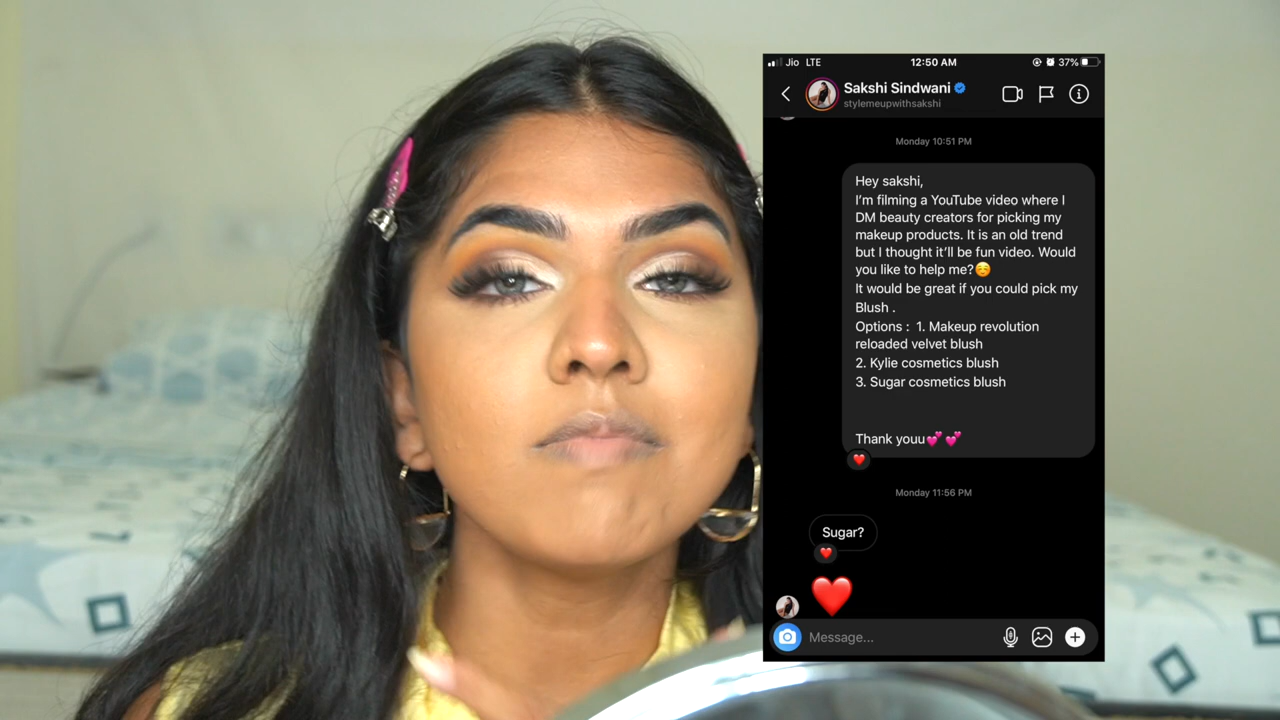 Jio LTE 12:50 AM 37%
Sakshi Sindwani
stylemeupwithsakshi
Monday 10:51 PM
Hey sakshi,
I'm filming a YouTube video where I
DM beauty creators for picking my
makeup products. It is an old trend
but I thought it'll be fun video. Would
you like to help me?☺️
It would be great if you could pick my
Blush .
Options : 1. Makeup revolution
reloaded velvet blush
2. Kylie cosmetics blush
3. Sugar cosmetics blush
Thank youu💕💕
Monday 11:56 PM
Sugar?
Message...